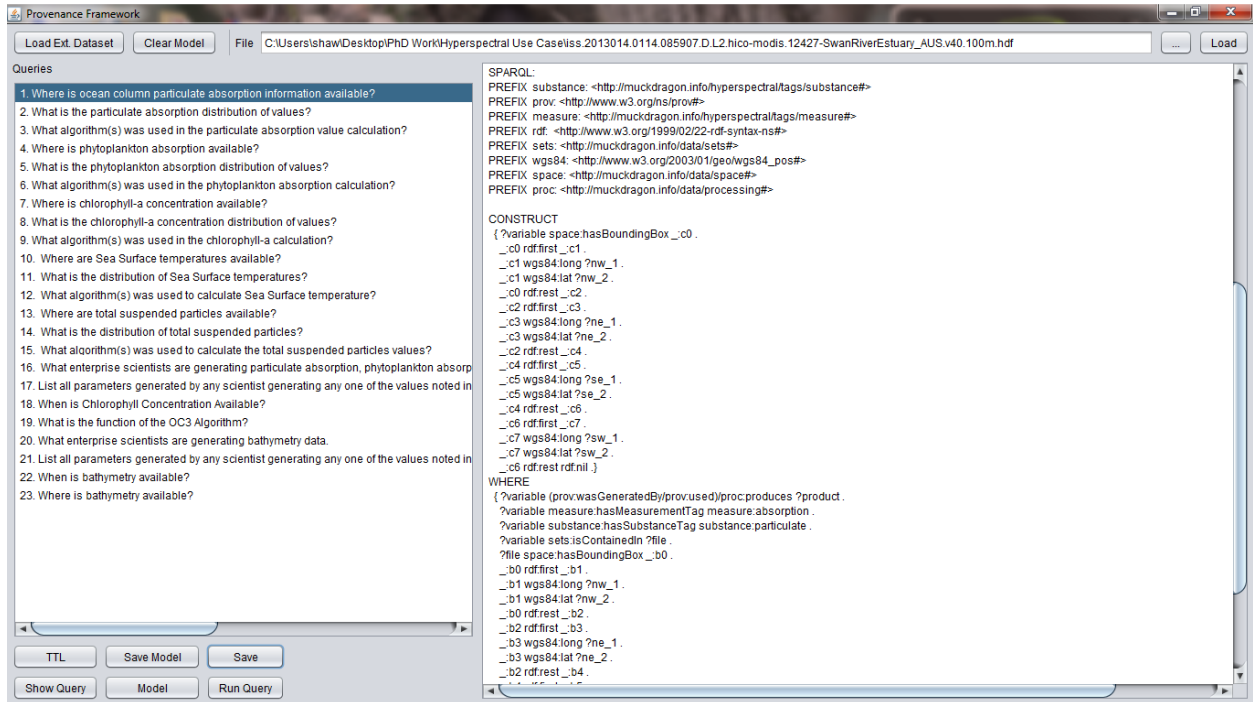 Provenance Framework
Load Ext. Dataset Clear Model File C:\Users\shaw\Desktop\PhD Work\Hyperspectral Use Case\iss.2013014.0114.085907.D.L2.hico-modis.12427-SwanRiverEstuary_AUS.v40.100m.hdf ... Load
Queries
1. Where is ocean column particulate absorption information available?
2. What is the particulate absorption distribution of values?
3. What algorithm(s) was used in the particulate absorption value calculation?
4. Where is phytoplankton absorption available?
5. What is the phytoplankton absorption distribution of values?
6. What algorithm(s) was used in the phytoplankton absorption calculation?
7. Where is chlorophyll-a concentration available?
8. What is the chlorophyll-a concentration distribution of values?
9. What algorithm(s) was used in the chlorophyll-a calculation?
10. Where are Sea Surface temperatures available?
11. What is the distribution of Sea Surface temperatures?
12. What algorithm(s) was used to calculate Sea Surface temperature?
13. Where are total suspended particles available?
14. What is the distribution of total suspended particles?
15. What algorithm(s) was used to calculate the total suspended particles values?
16. What enterprise scientists are generating particulate absorption, phytoplankton absorp
17. List all parameters generated by any scientist generating any one of the values noted in
18. When is Chlorophyll Concentration Available?
19. What is the function of the OC3 Algorithm?
20. What enterprise scientists are generating bathymetry data.
21. List all parameters generated by any scientist generating any one of the values noted in
22. When is bathymetry available?
23. Where is bathymetry available?
TTL Save Model Save
Show Query Model Run Query
SPARQL:
PREFIX substance: <http://muckdragon.info/hyperspectral/tags/substance#>
PREFIX prov: <http://www.w3.org/ns/prov#>
PREFIX measure: <http://muckdragon.info/hyperspectral/tags/measure#>
PREFIX rdf: <http://www.w3.org/1999/02/22-rdf-syntax-ns#>
PREFIX sets: <http://muckdragon.info/data/sets#>
PREFIX wgs84: <http://www.w3.org/2003/01/geo/wgs84_pos#>
PREFIX space: <http://muckdragon.info/data/space#>
PREFIX proc: <http://muckdragon.info/data/processing#>
CONSTRUCT
{ ?variable space:hasBoundingBox _:c0 .
_:c0 rdf:first _:c1 .
_:c1 wgs84:long ?nw_1 .
_:c1 wgs84:lat ?nw_2 .
_:c0 rdf:rest _:c2 .
_:c2 rdf:first _:c3 .
_:c3 wgs84:long ?ne_1 .
_:c3 wgs84:lat ?ne_2 .
_:c2 rdf:rest _:c4 .
_:c4 rdf:first _:c5 .
_:c5 wgs84:long ?se_1 .
_:c5 wgs84:lat ?se_2 .
_:c4 rdf:rest _:c6 .
_:c6 rdf:first _:c7 .
_:c7 wgs84:long ?sw_1 .
_:c7 wgs84:lat ?sw_2 .
_:c6 rdf:rest rdf:nil .}
WHERE
{ ?variable (prov:wasGeneratedBy/prov:used)/proc:produces ?product .
?variable measure:hasMeasurementTag measure:absorption .
?variable substance:hasSubstanceTag substance:particulate .
?variable sets:isContainedIn ?file .
?file space:hasBoundingBox _:b0 .
_:b0 rdf:first _:b1 .
_:b1 wgs84:long ?nw_1 .
_:b1 wgs84:lat ?nw_2 .
_:b0 rdf:rest _:b2 .
_:b2 rdf:first _:b3 .
_:b3 wgs84:long ?ne_1 .
_:b3 wgs84:lat ?ne_2 .
_:b2 rdf:rest _:b4 .